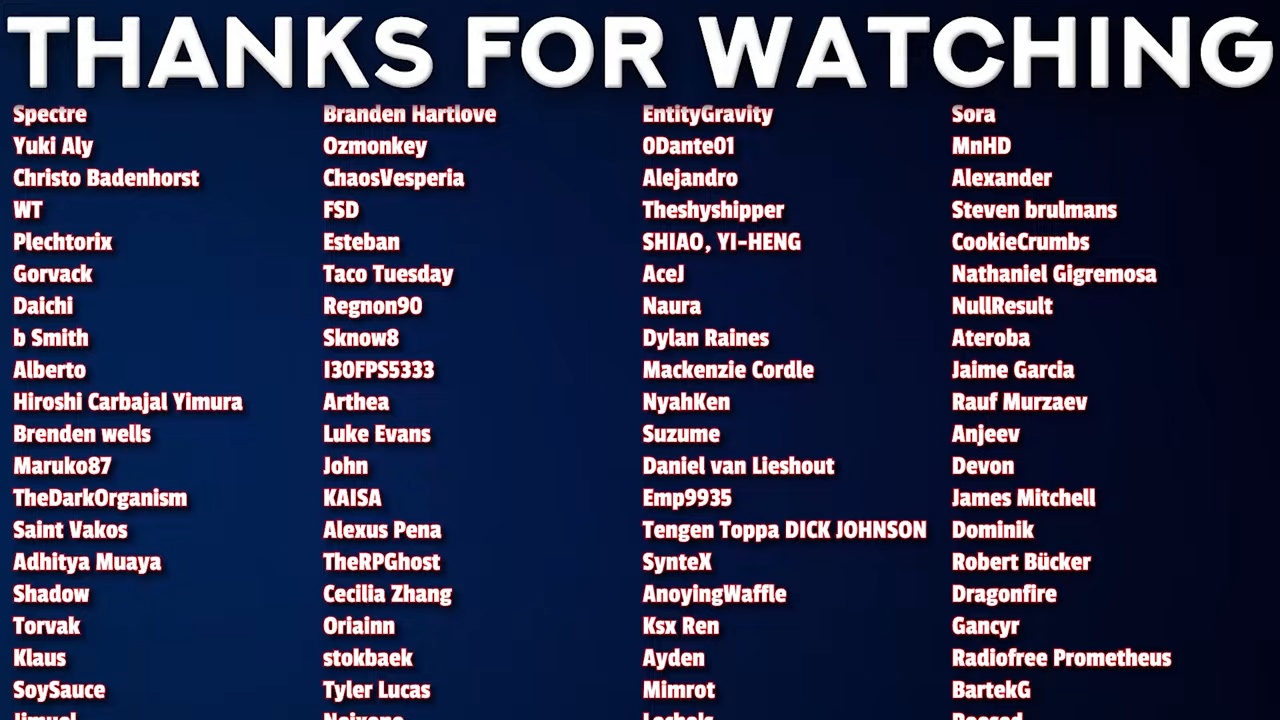 THANKS FOR WATCHING
Spectre
Yuki Aly
Christo Badenhorst
WT
Plechtorix
Gorvack
Daichi
b Smith
Alberto
Hiroshi Carbajal Yimura
Brenden wells
Maruko87
TheDarkOrganism
Saint Vakos
Adhitya Muaya
Shadow
Torvak
Klaus
SoySauce
Branden Hartlove
Ozmonkey
ChaosVesperia
FSD
Esteban
Taco Tuesday
Regnon90
Sknow8
I30FPS5333
Arthea
Luke Evans
John
KAISA
Alexus Pena
TheRPGhost
Cecilia Zhang
Oriainn
stokbaek
Tyler Lucas
EntityGravity
0Dante01
Alejandro
Theshyshipper
SHIAO, YI-HENG
AceJ
Naura
Dylan Raines
Mackenzie Cordle
NyahKen
Suzume
Daniel van Lieshout
Emp9935
Tengen Toppa DICK JOHNSON
SynteX
AnoyingWaffle
Ksx Ren
Ayden
Mimrot
Sora
MnHD
Alexander
Steven brulmans
CookieCrumbs
Nathaniel Gigremosa
NullResult
Ateroba
Jaime Garcia
Rauf Murzaev
Anjeev
Devon
James Mitchell
Dominik
Robert Bücker
Dragonfire
Gancyr
Radiofree Prometheus
BartekG